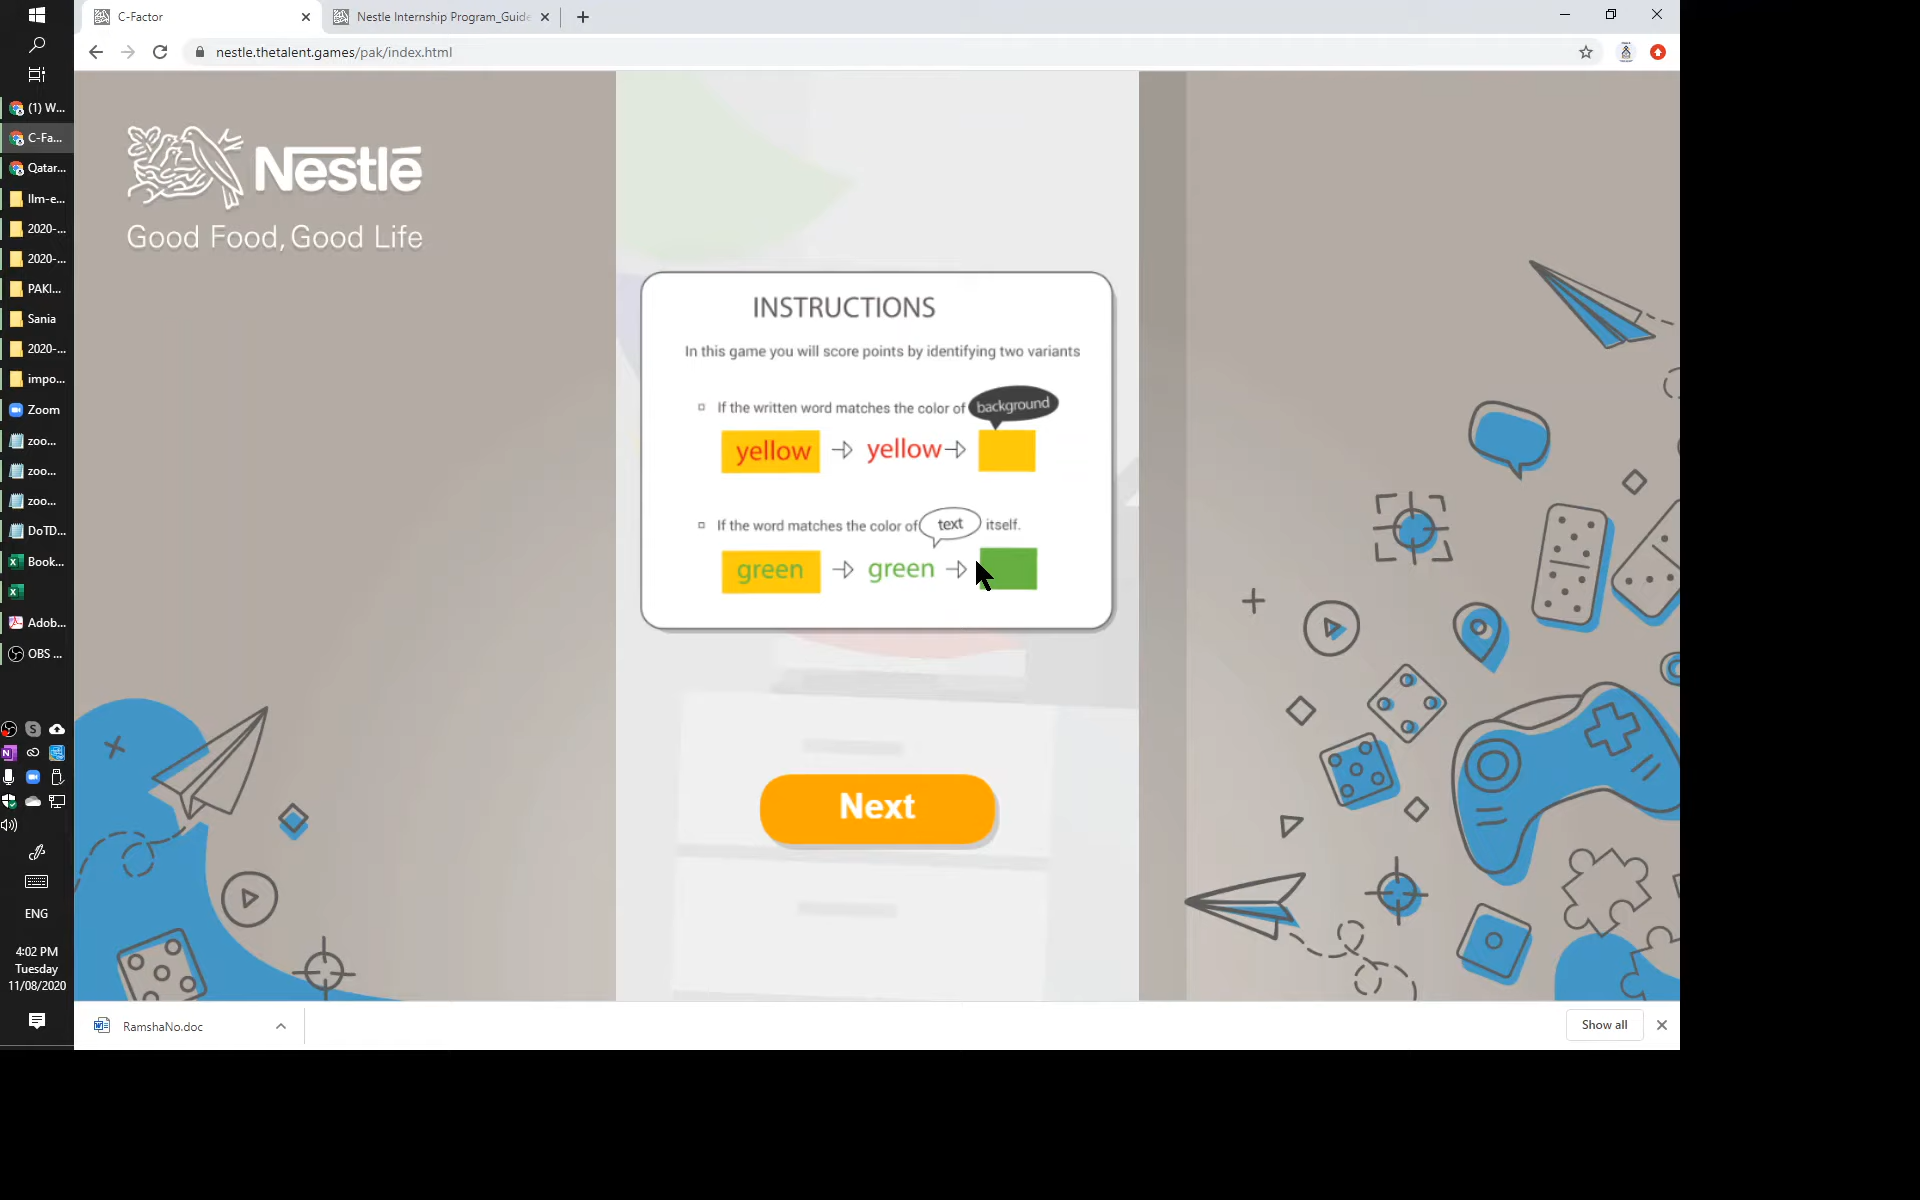 C-Factor
Nestle Internship Program_Guide
nestle.thetalent.games/pak/index.html
(1) W...
C-Fa...
Qatar...
llm-e...
2020-...
2020-...
PAKI...
Sania
2020-...
impo...
Zoom
zoo...
zoo...
zoo...
DoTD...
Book...
Adob...
OBS ...
ENG
4:02 PM
Tuesday
11/08/2020
Nestlé
Good Food, Good Life
INSTRUCTIONS
In this game you will score points by identifying two variants
If the written word matches the color of background
yellow yellow
If the word matches the color of text itself.
green green
Next
RamshaNo.doc
Show all